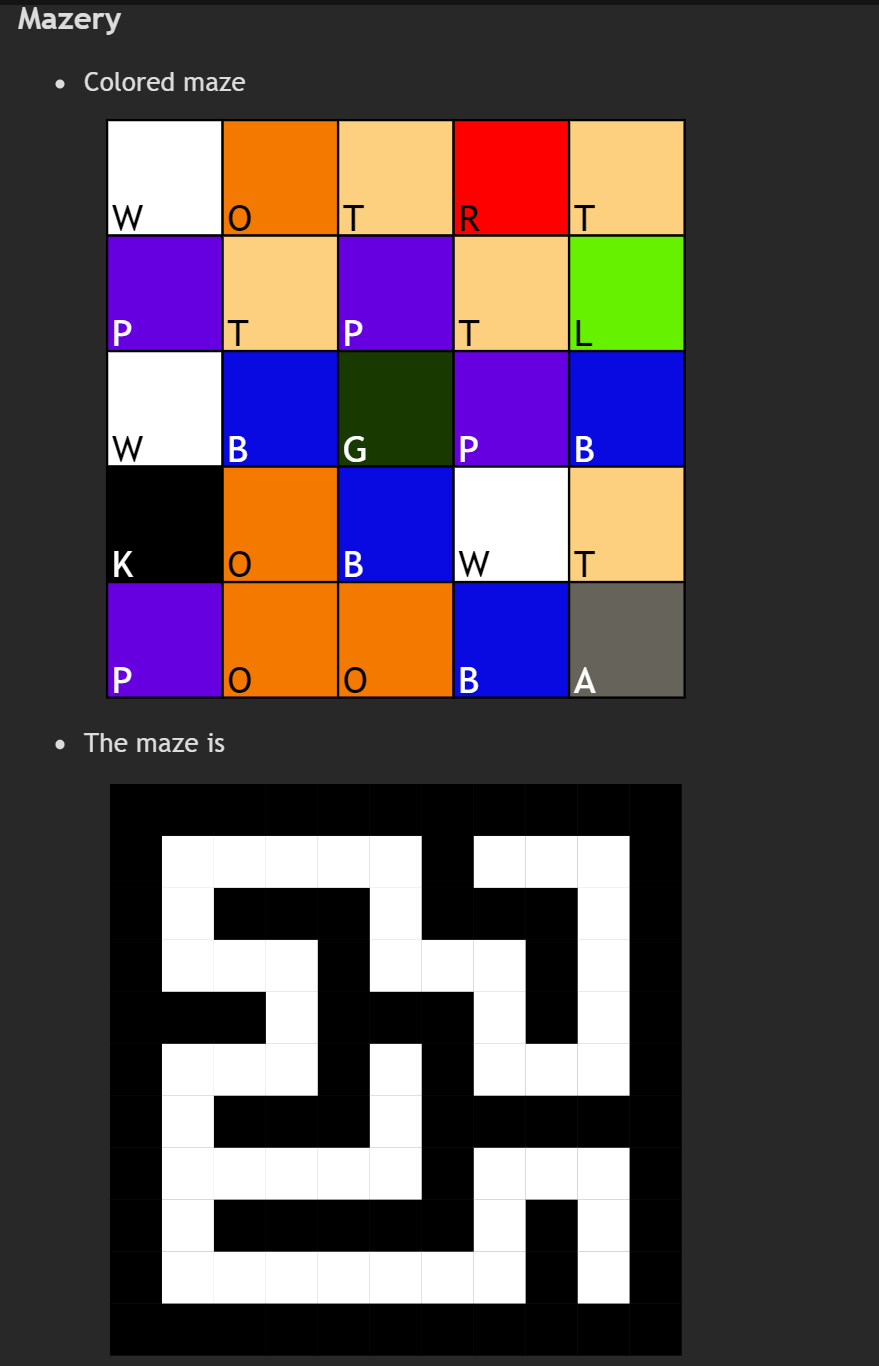 Mazery
Colored maze
W O T R T
P T P T L
W B G P B
K O B W T
P O O B A
The maze is